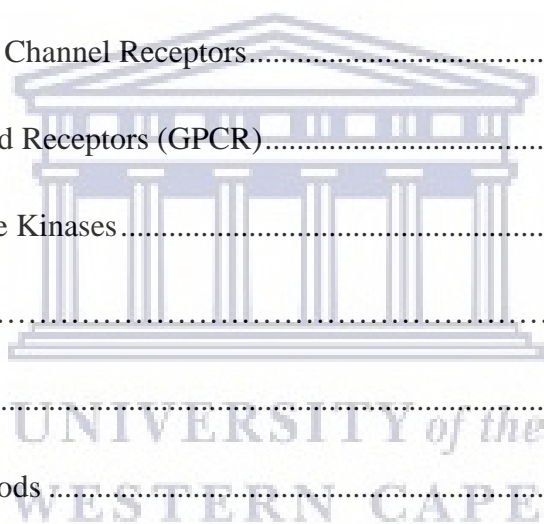 Channel Receptors....................................
d Receptors (GPCR)....................................
e Kinases....................................................
....................................................................
....................................................................
UNIVERSITY of the
ods ...........................................................
WESTERN CAPE